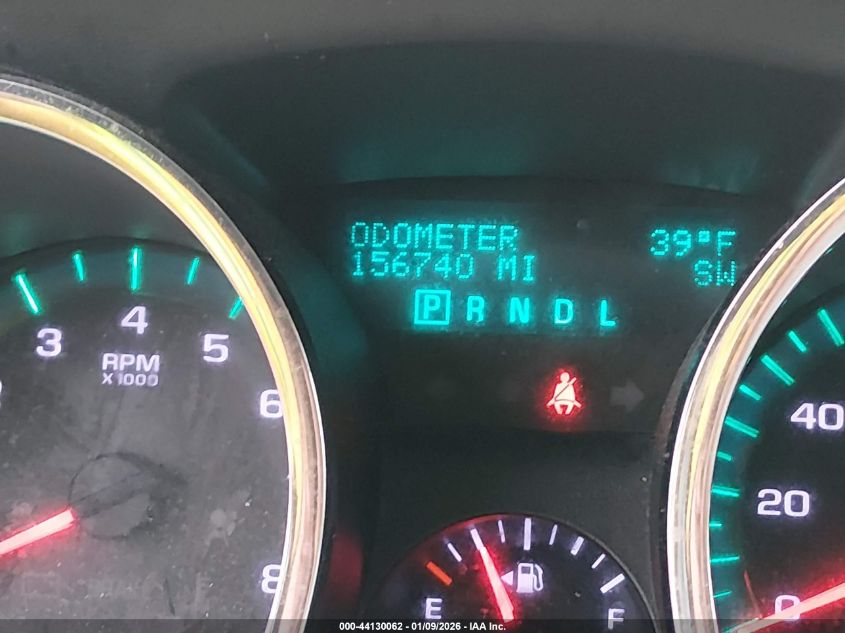 ODOMETER
156740 MI
39°F
SW
P R N D L
3
4
5
6
8
RPM
X1000
40
20
0
E
F
000-44130062 - 01/09/2026 - IAA Inc.